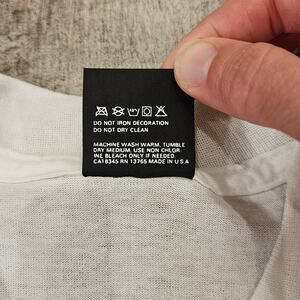 DO NOT IRON DECORATION
DO NOT DRY CLEAN
MACHINE WASH WARM. TUMBLE
DRY MEDIUM. USE NON CHLOR
INE BLEACH ONLY IF NEEDED.
CA18345 RN 13765 MADE IN U.S.A